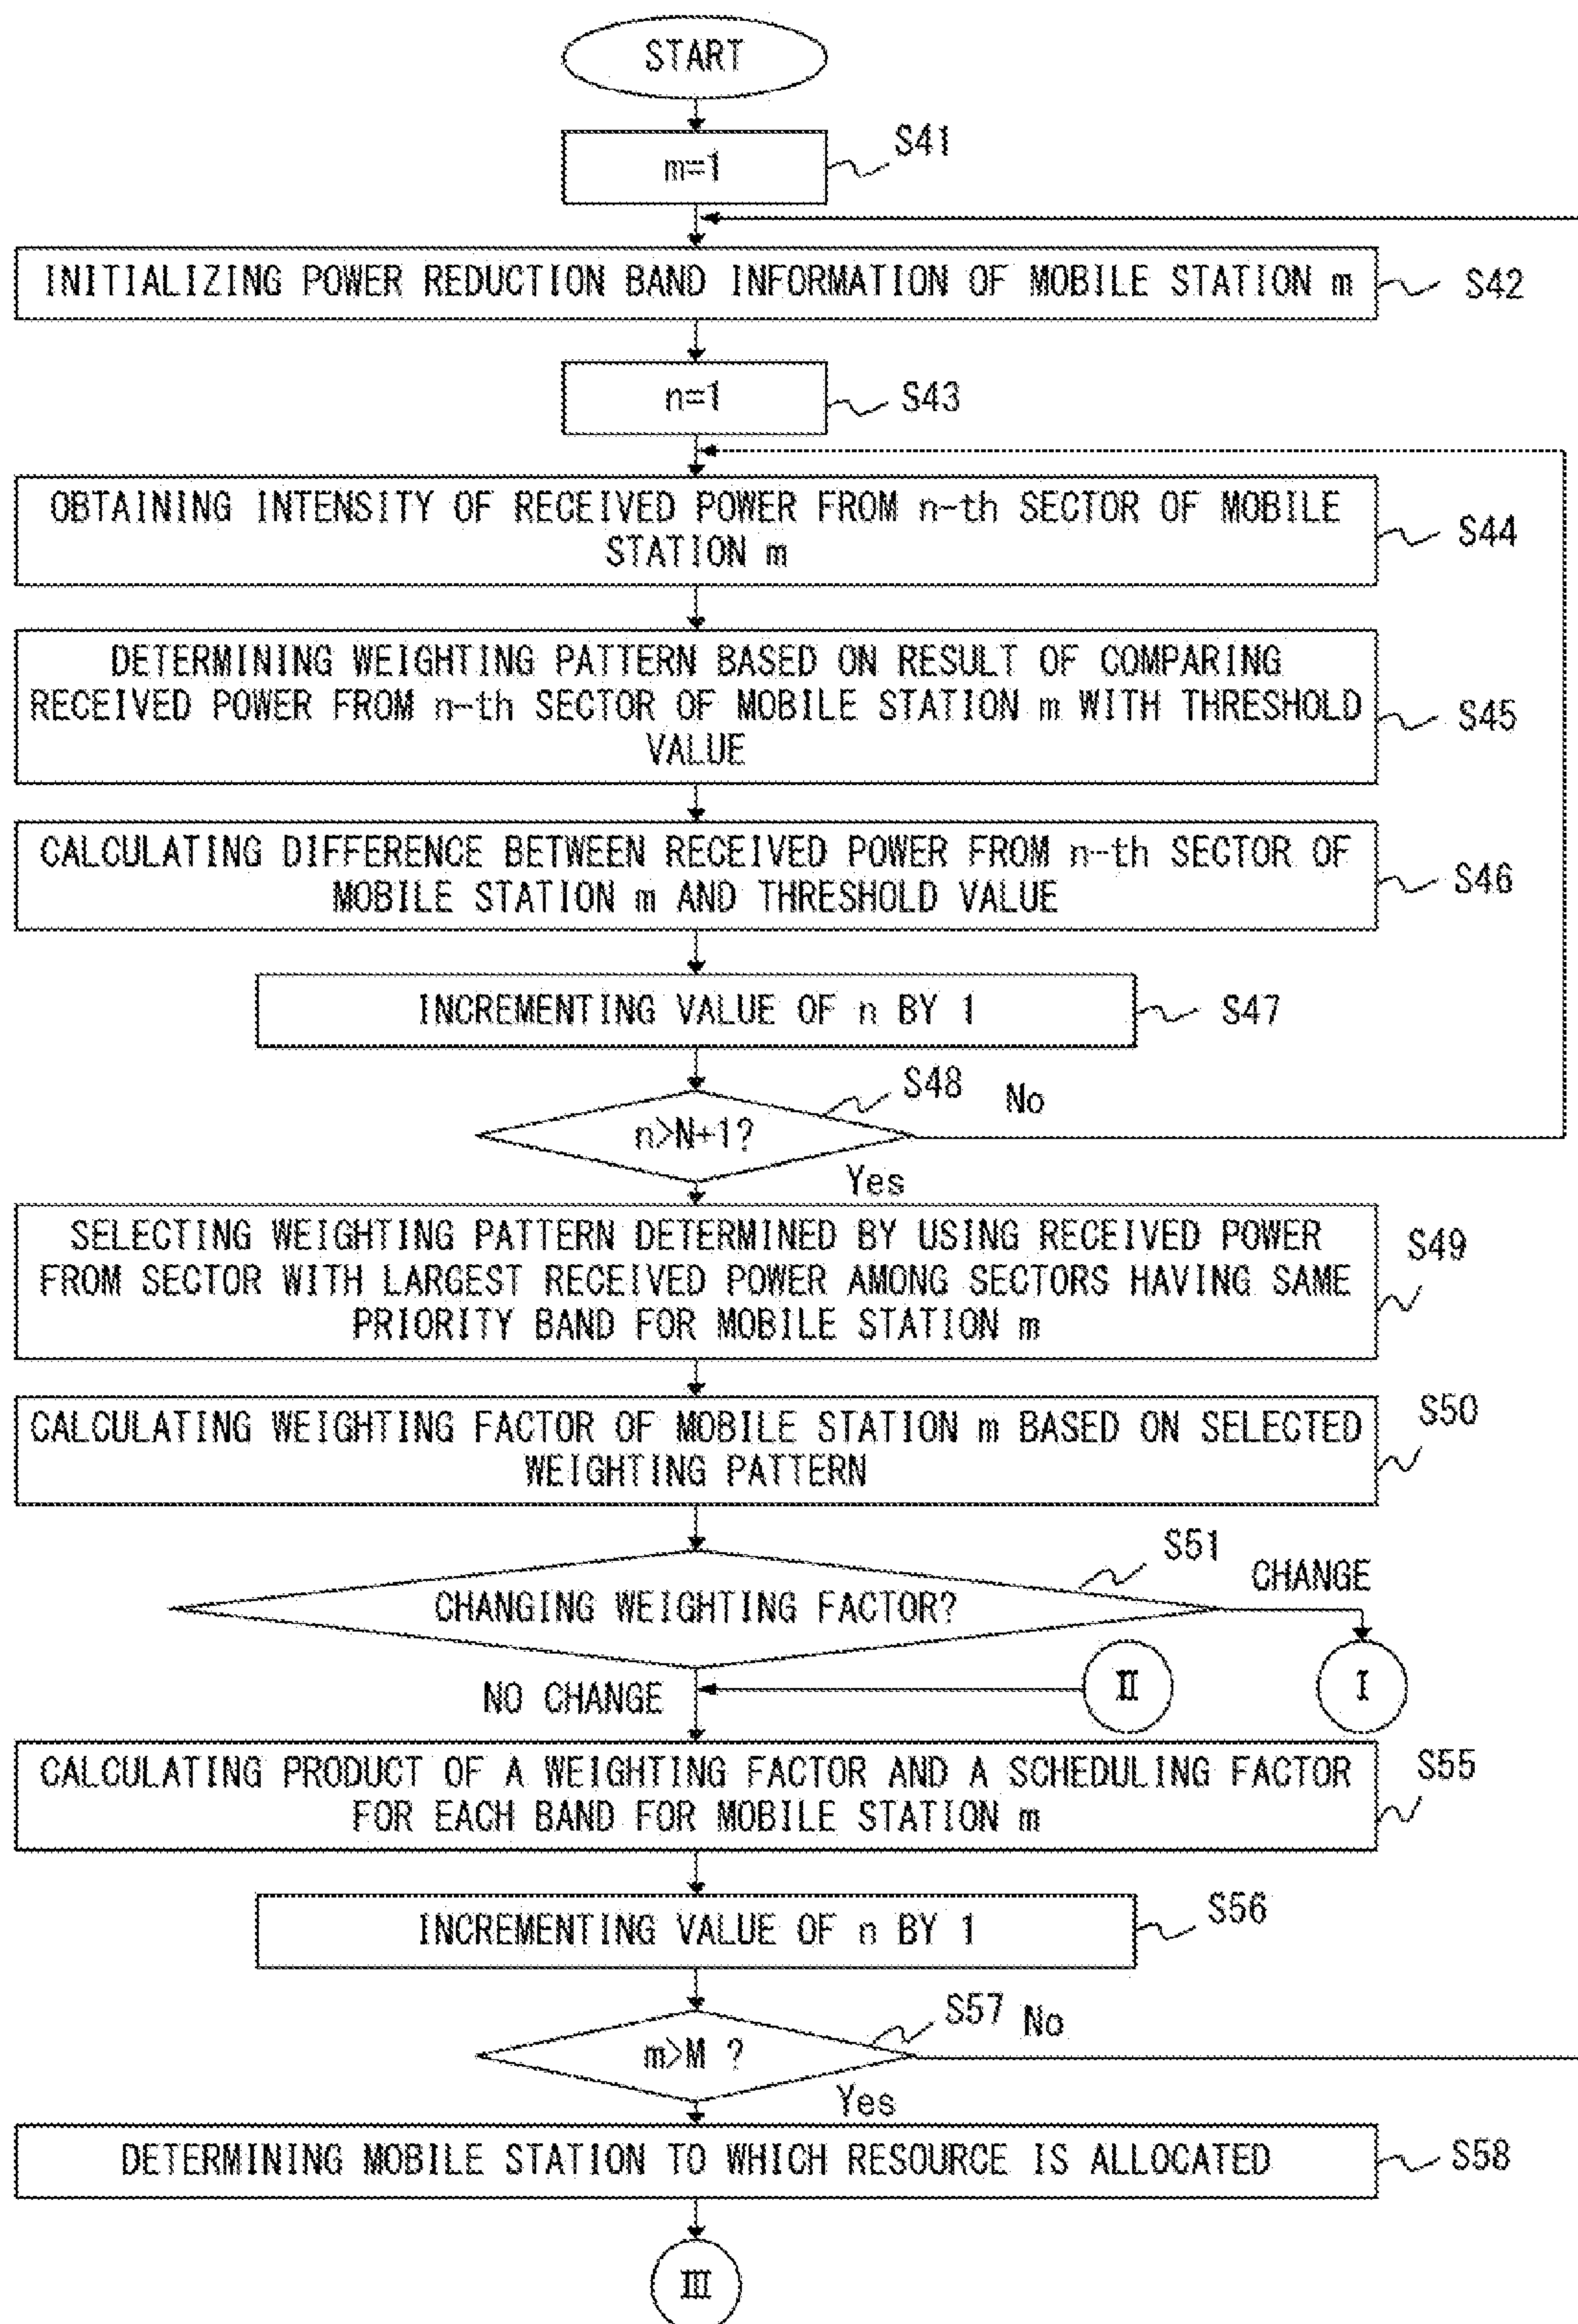 START
m=1
S41
INITIALIZING POWER REDUCTION BAND INFORMATION OF MOBILE STATION m
S42
n=1
S43
OBTAINING INTENSITY OF RECEIVED POWER FROM n-th SECTOR OF MOBILE
STATION m
S44
DETERMINING WEIGHTING PATTERN BASED ON RESULT OF COMPARING
RECEIVED POWER FROM n-th SECTOR OF MOBILE STATION m WITH THRESHOLD
VALUE
S45
CALCULATING DIFFERENCE BETWEEN RECEIVED POWER FROM n-th SECTOR OF
MOBILE STATION m AND THRESHOLD VALUE
S46
INCREMENTING VALUE OF n BY 1
S47
n>N+1?
S48
No
Yes
SELECTING WEIGHTING PATTERN DETERMINED BY USING RECEIVED POWER
FROM SECTOR WITH LARGEST RECEIVED POWER AMONG SECTORS HAVING SAME
PRIORITY BAND FOR MOBILE STATION m
S49
CALCULATING WEIGHTING FACTOR OF MOBILE STATION m BASED ON SELECTED
WEIGHTING PATTERN
S50
CHANGING WEIGHTING FACTOR?
S51
CHANGE
NO CHANGE
II
I
CALCULATING PRODUCT OF A WEIGHTING FACTOR AND A SCHEDULING FACTOR
FOR EACH BAND FOR MOBILE STATION m
S55
INCREMENTING VALUE OF n BY 1
S56
m>M ?
S57
No
Yes
DETERMINING MOBILE STATION TO WHICH RESOURCE IS ALLOCATED
S58
III